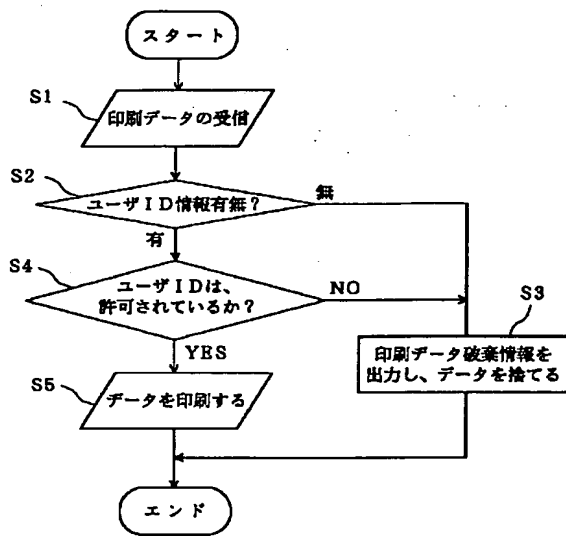 スタート
S1
印刷データの受信
S2
ユーザID情報有無？
無
有
S4
ユーザIDは、
許可されているか？
NO
S3
YES
印刷データ破棄情報を
出力し、データを捨てる
S5
データを印刷する
エンド